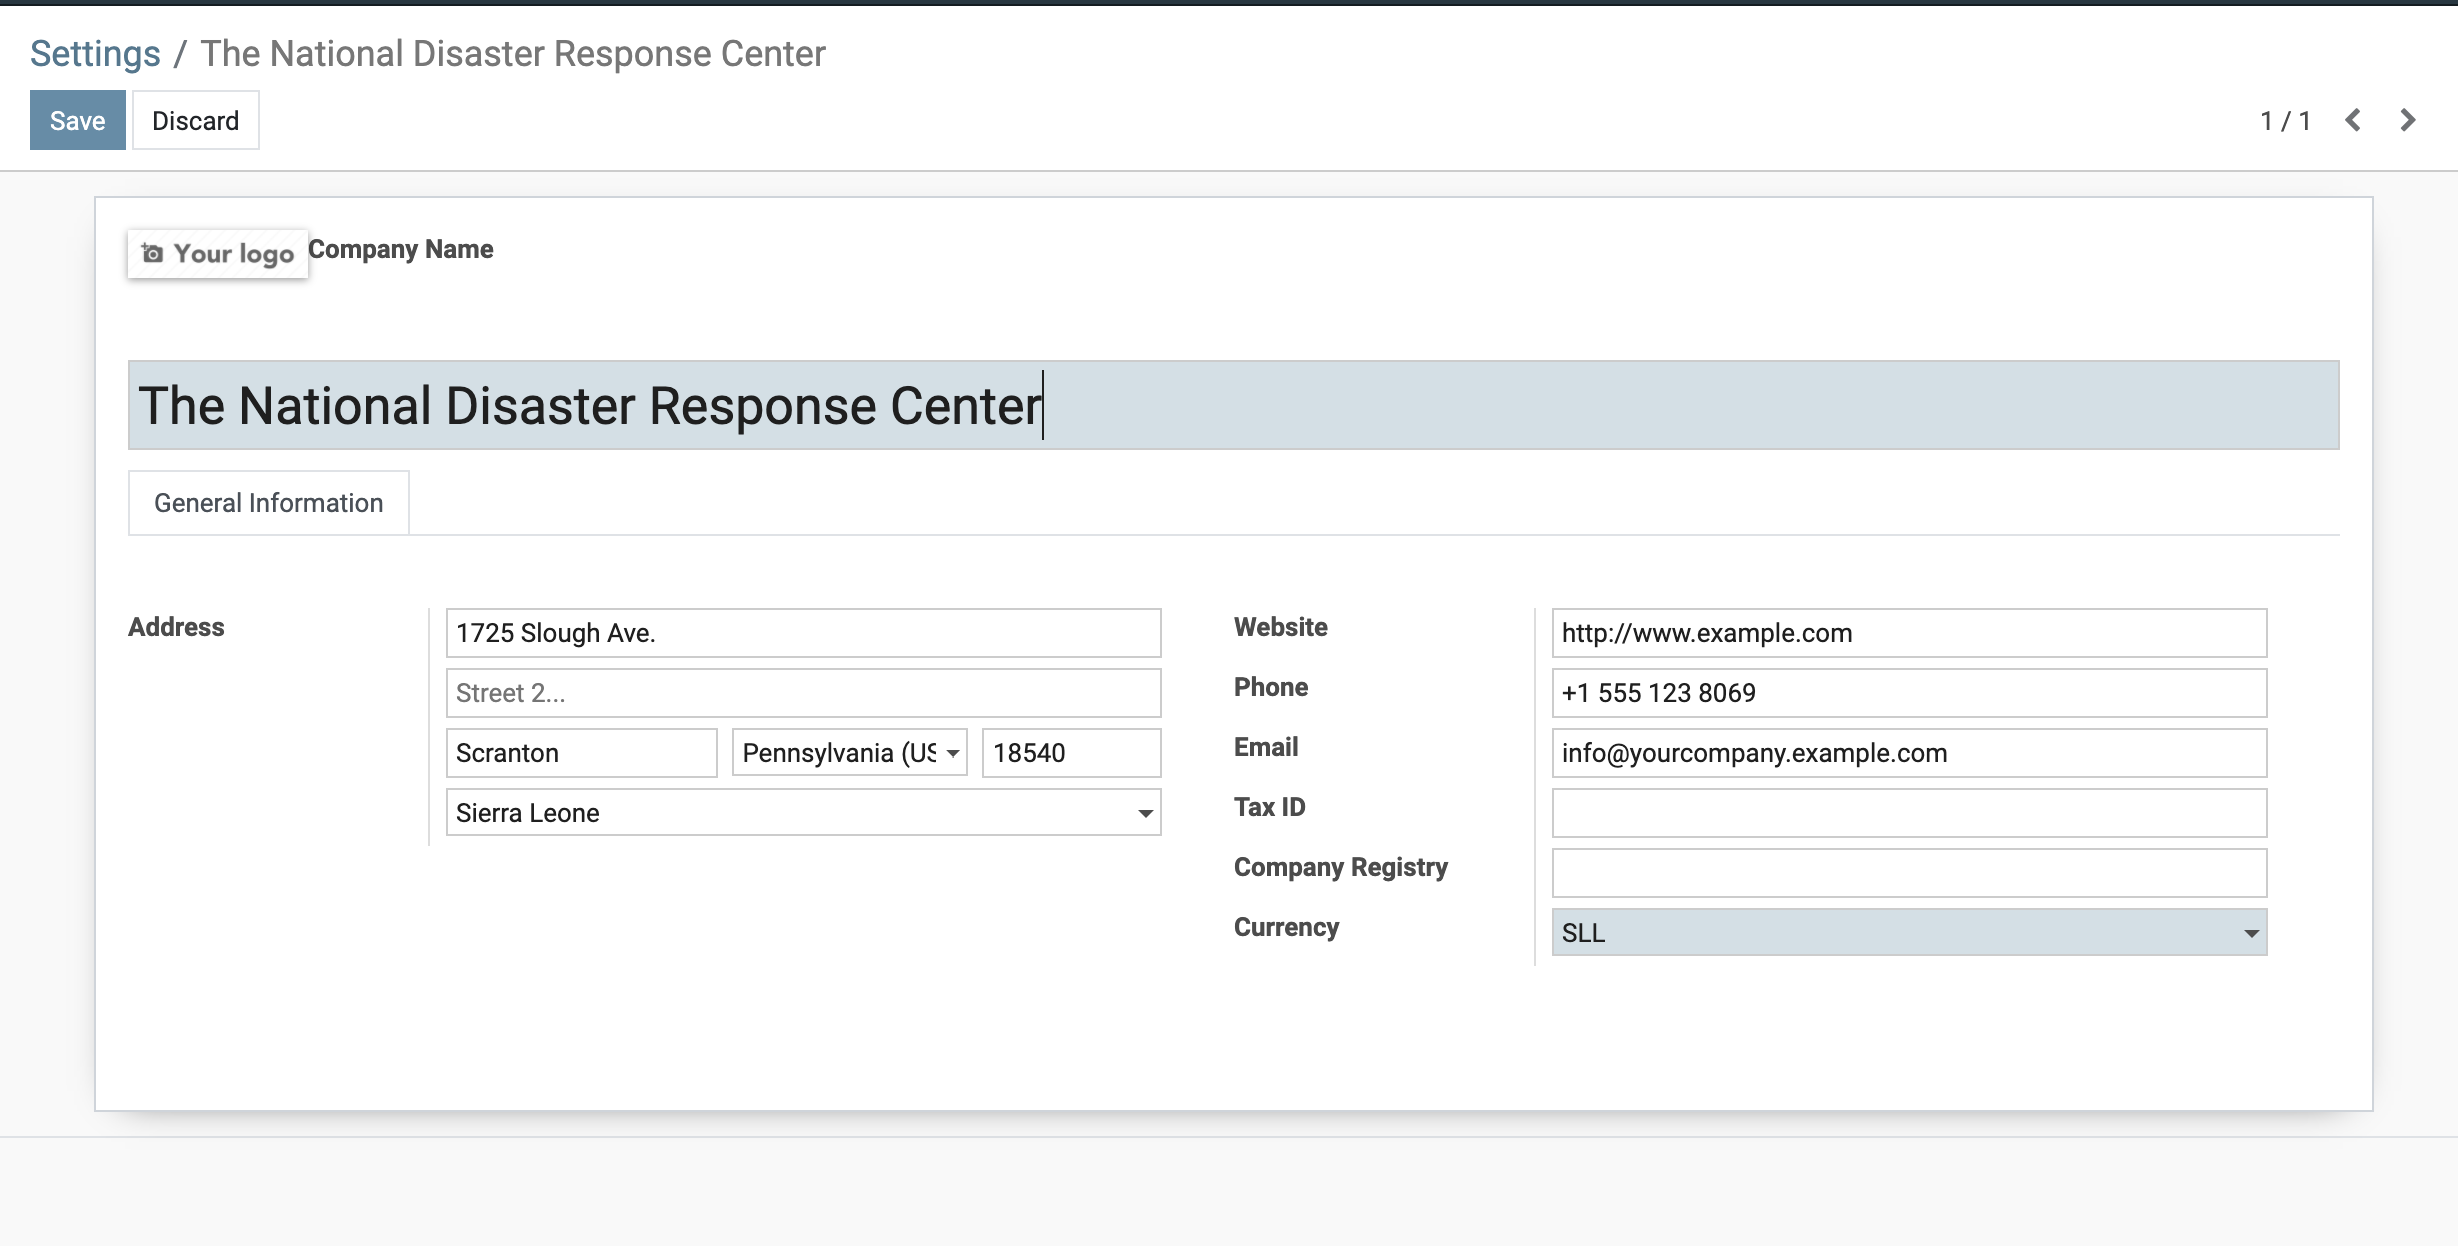 Settings / The National Disaster Response Center
Save Discard 1 / 1
Your logo Company Name
The National Disaster Response Center
General Information
Address 1725 Slough Ave. Website http://www.example.com
Street 2... Phone +1 555 123 8069
Scranton Pennsylvania (US 18540 Email info@yourcompany.example.com
Sierra Leone Tax ID
Company Registry
Currency SLL